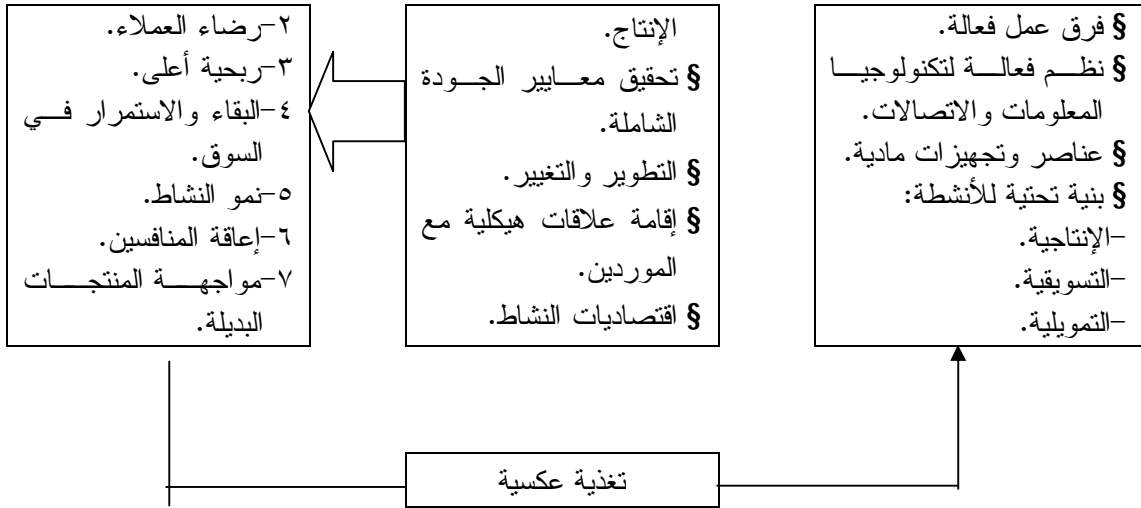 § فرق عمل فعالة.
§ نظم فعالة لتكنولوجيا
المعلومات والاتصالات.
§ عناصر وتجهيزات مادية.
§ بنية تحتية للأنشطة:
-الإنتاجية.
-التسويقية.
-التمويلية.
الإنتاج.
§ تحقيق معايير الجودة
الشاملة.
§ التطوير والتغيير.
§ إقامة علاقات هيكلية مع
الموردين.
§ اقتصاديات النشاط.
٢-رضاء العملاء.
٣-ربحية أعلى.
٤-البقاء والاستمرار في
السوق.
٥-نمو النشاط.
٦-إعاقة المنافسين.
٧-مواجهة المنتجات
البديلة.
تغذية عكسية